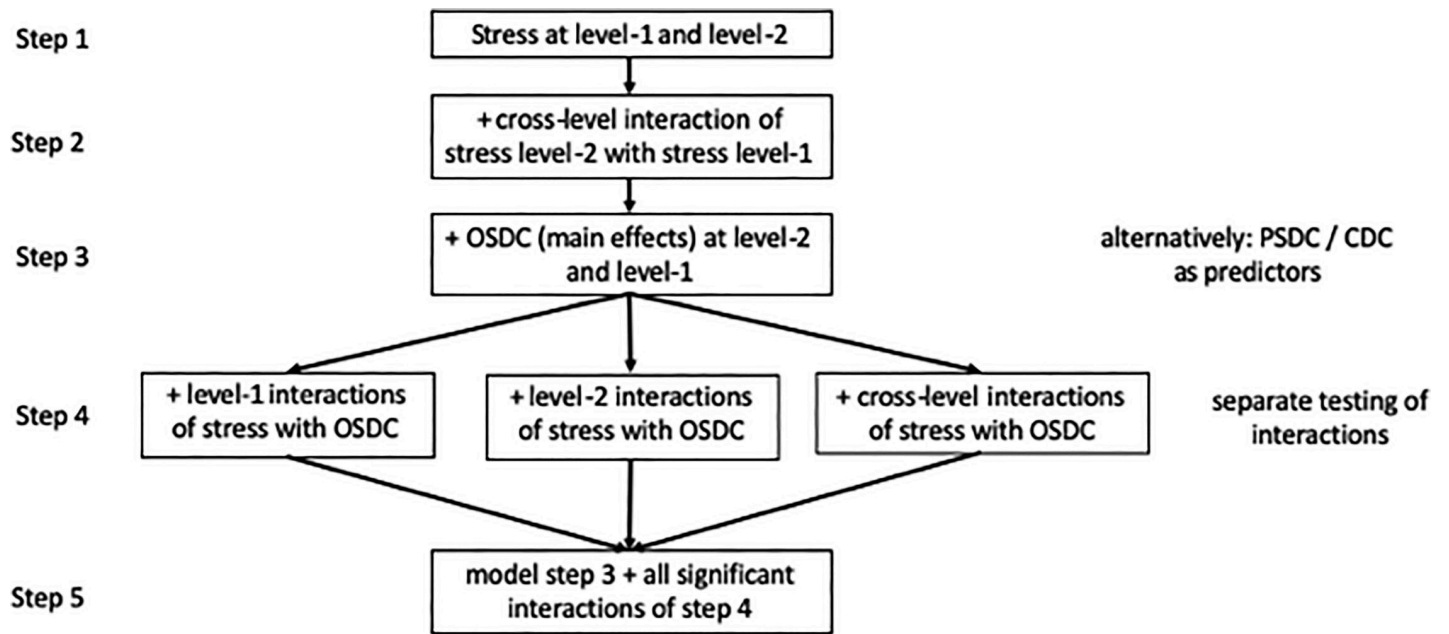 Step 1
Stress at level-1 and level-2
Step 2
+ cross-level interaction of
stress level-2 with stress level-1
Step 3
+ OSDC (main effects) at level-2
and level-1
alternatively: PSDC / CDC
as predictors
Step 4
+ level-1 interactions
of stress with OSDC
+ level-2 interactions
of stress with OSDC
+ cross-level interactions
of stress with OSDC
separate testing of
interactions
Step 5
model step 3 + all significant
interactions of step 4